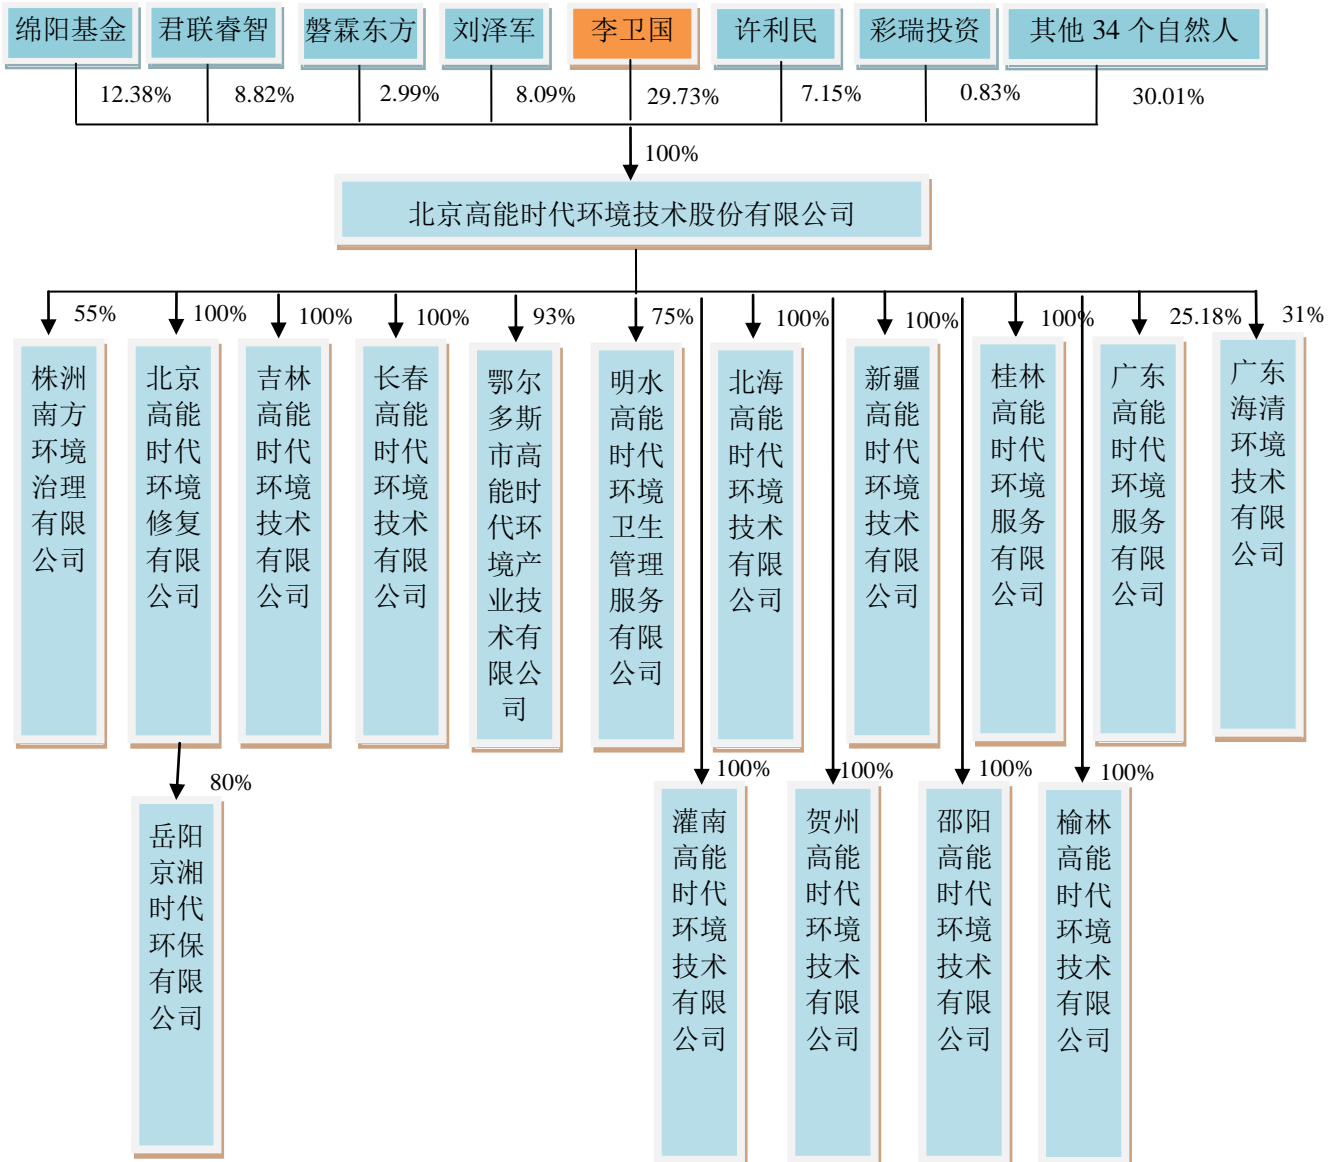 绵阳基金
君联睿智
磐霖东方
刘泽军
李卫国
许利民
彩瑞投资
其他 34 个自然人
12.38%
8.82%
2.99%
8.09%
29.73%
7.15%
0.83%
30.01%
100%
北京高能时代环境技术股份有限公司
55%
100%
100%
100%
93%
75%
100%
100%
100%
25.18%
31%
株洲
南方
环境
治理
有限
公司
北京
高能
时代
环境
修复
有限
公司
吉林
高能
时代
环境
技术
有限
公司
长春
高能
时代
环境
技术
有限
公司
鄂尔
多斯
市高
能时
代环
境产
业技
术有
限公
司
明水
高能
时代
环境
卫生
管理
服务
有限
公司
北海
高能
时代
环境
技术
有限
公司
新疆
高能
时代
环境
技术
有限
公司
桂林
高能
时代
环境
服务
有限
公司
广东
高能
时代
环境
服务
有限
公司
广东
海清
环境
技术
有限
公司
80%
100%
100%
100%
100%
岳阳
京湘
时代
环保
有限
公司
灌南
高能
时代
环境
技术
有限
公司
贺州
高能
时代
环境
技术
有限
公司
邵阳
高能
时代
环境
技术
有限
公司
榆林
高能
时代
环境
技术
有限
公司